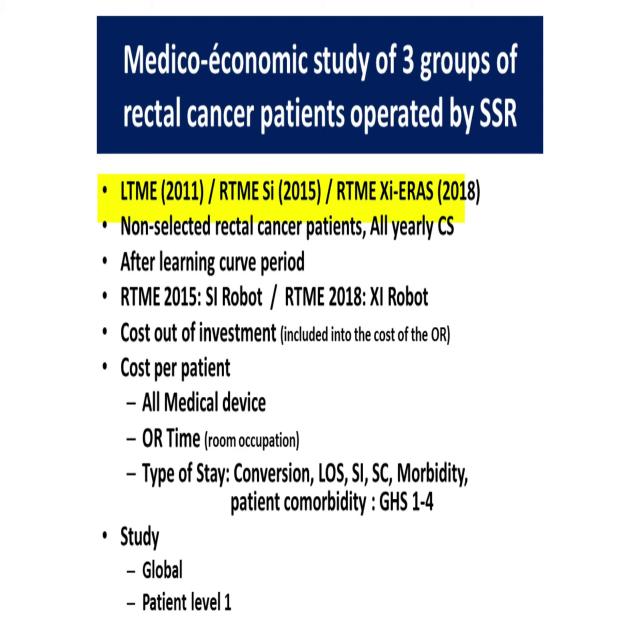 Medico-économic study of 3 groups of
rectal cancer patients operated by SSR
• LTME (2011) / RTME Si (2015) / RTME Xi-ERAS (2018)
• Non-selected rectal cancer patients, All yearly CS
• After learning curve period
• RTME 2015: SI Robot / RTME 2018: XI Robot
• Cost out of investment (included into the cost of the OR)
• Cost per patient
– All Medical device
– OR Time (room occupation)
– Type of Stay: Conversion, LOS, SI, SC, Morbidity,
patient comorbidity : GHS 1-4
• Study
– Global
– Patient level 1